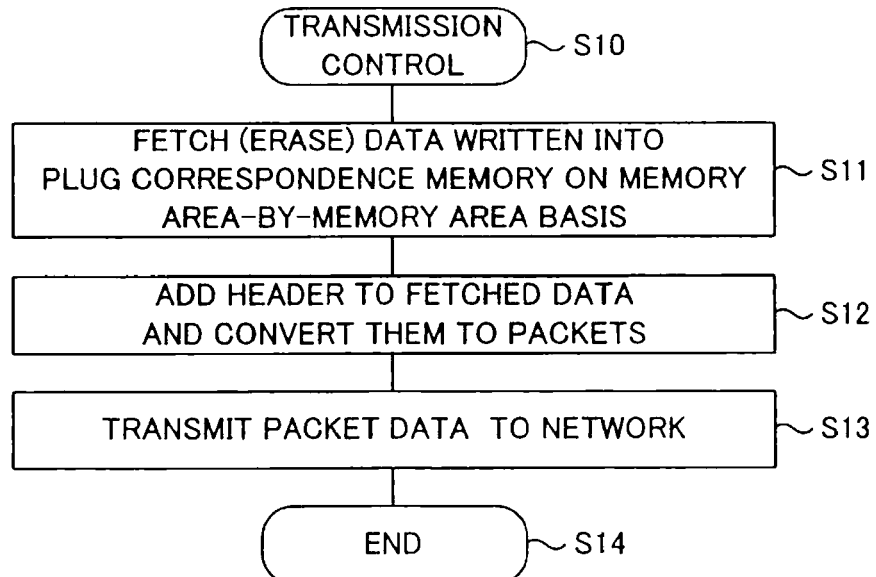 TRANSMISSION
CONTROL
S10
FETCH (ERASE) DATA WRITTEN INTO
PLUG CORRESPONDENCE MEMORY ON MEMORY
AREA-BY-MEMORY AREA BASIS
S11
ADD HEADER TO FETCHED DATA
AND CONVERT THEM TO PACKETS
S12
TRANSMIT PACKET DATA TO NETWORK
S13
END
S14